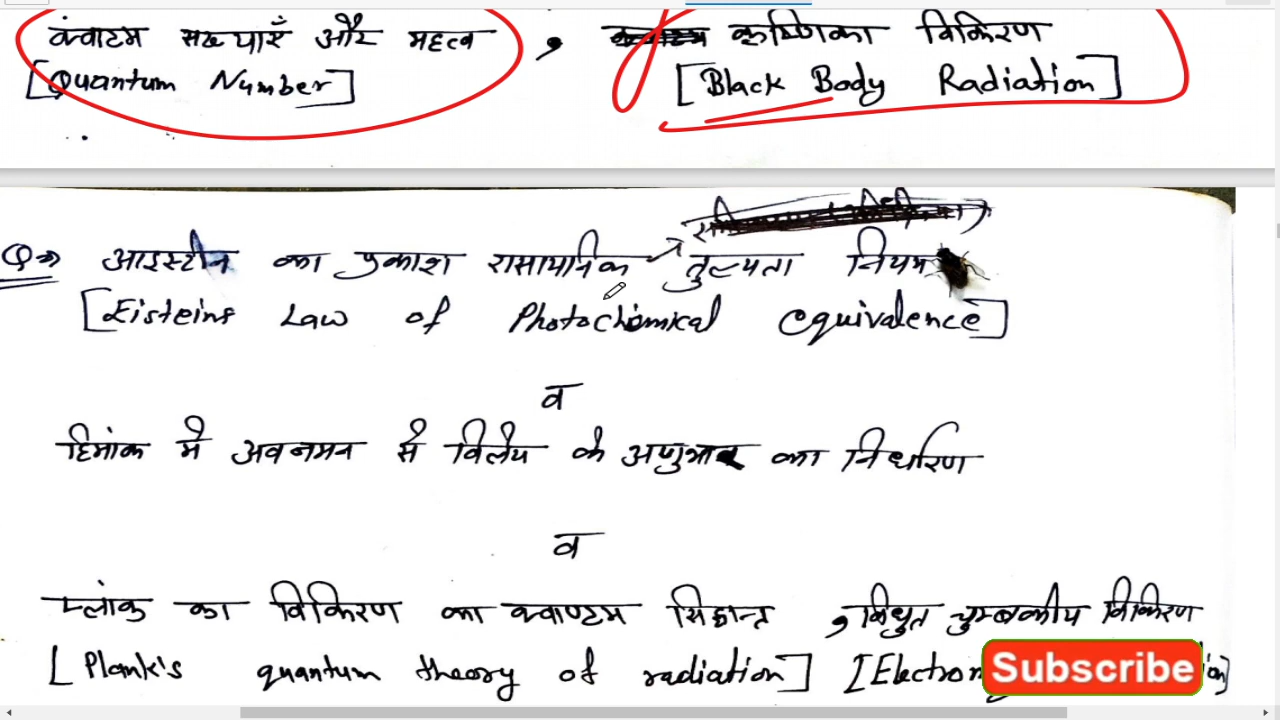 क्वाटम संख्याएँ और महत्व , कृष्णिका विकिरण
[Quantum Number] [Black Body Radiation]
Q⇒ आइस्टीन का प्रकाश रासायनिक तुल्यता नियम
[Eisteins Law of Photochemical equivalence]
व
हिमांक में अवनमन से विलेय के अणुभार का निर्धारण
व
प्लांक का विकिरण का क्वाण्टम सिद्धान्त , विधुत चुम्बकीय विकिरण
[Plank's quantum theory of radiation]
Subscribe